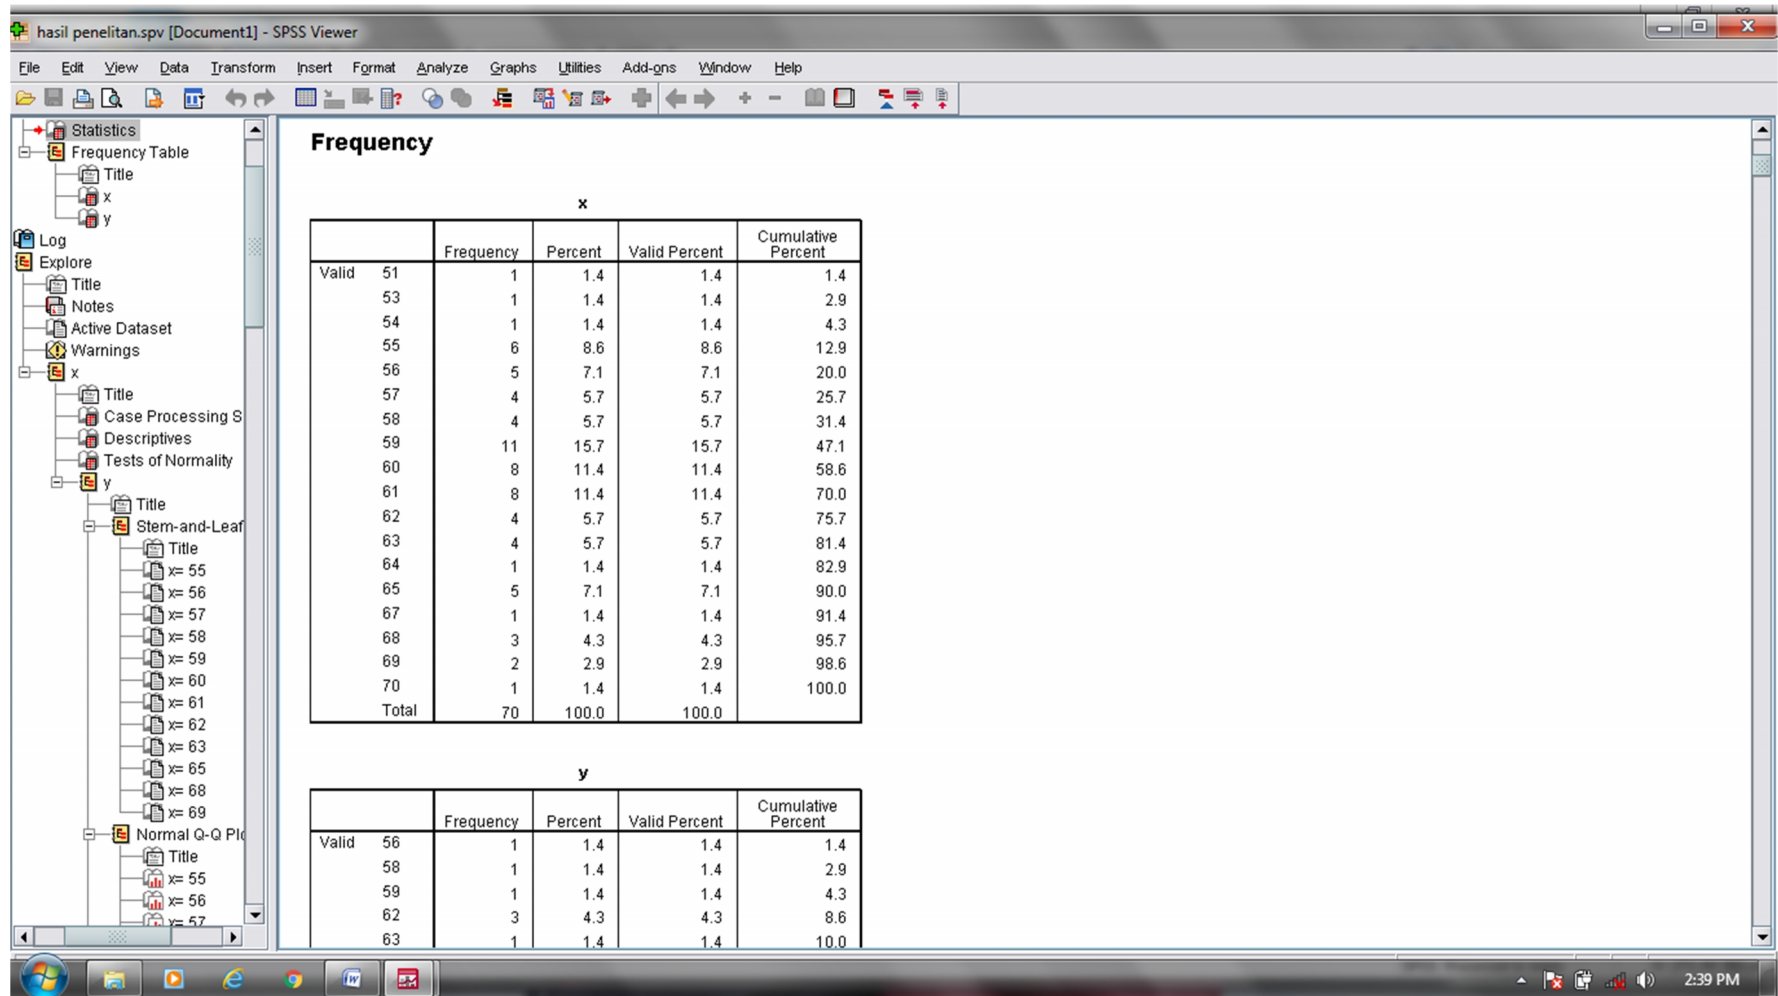 hasil penelitan.spv [Document1] - SPSS Viewer
File Edit View Data Transform Insert Format Analyze Graphs Utilities Add-ons Window Help
Statistics
Frequency Table
Title
x
y
Log
Explore
Title
Notes
Active Dataset
Warnings
x
Title
Case Processing S
Descriptives
Tests of Normality
y
Title
Stem-and-Leaf
Title
x= 55
x= 56
x= 57
x= 58
x= 59
x= 60
x= 61
x= 62
x= 63
x= 65
x= 68
x= 69
Normal Q-Q Plo
Title
x= 55
x= 56
x= 57
Frequency
x
Frequency Percent Valid Percent Cumulative Percent
Valid 51 1 1.4 1.4 1.4
53 1 1.4 1.4 2.9
54 1 1.4 1.4 4.3
55 6 8.6 8.6 12.9
56 5 7.1 7.1 20.0
57 4 5.7 5.7 25.7
58 4 5.7 5.7 31.4
59 11 15.7 15.7 47.1
60 8 11.4 11.4 58.6
61 8 11.4 11.4 70.0
62 4 5.7 5.7 75.7
63 4 5.7 5.7 81.4
64 1 1.4 1.4 82.9
65 5 7.1 7.1 90.0
67 1 1.4 1.4 91.4
68 3 4.3 4.3 95.7
69 2 2.9 2.9 98.6
70 1 1.4 1.4 100.0
Total 70 100.0 100.0
y
Frequency Percent Valid Percent Cumulative Percent
Valid 56 1 1.4 1.4 1.4
58 1 1.4 1.4 2.9
59 1 1.4 1.4 4.3
62 3 4.3 4.3 8.6
63 1 1.4 1.4 10.0
2:39 PM